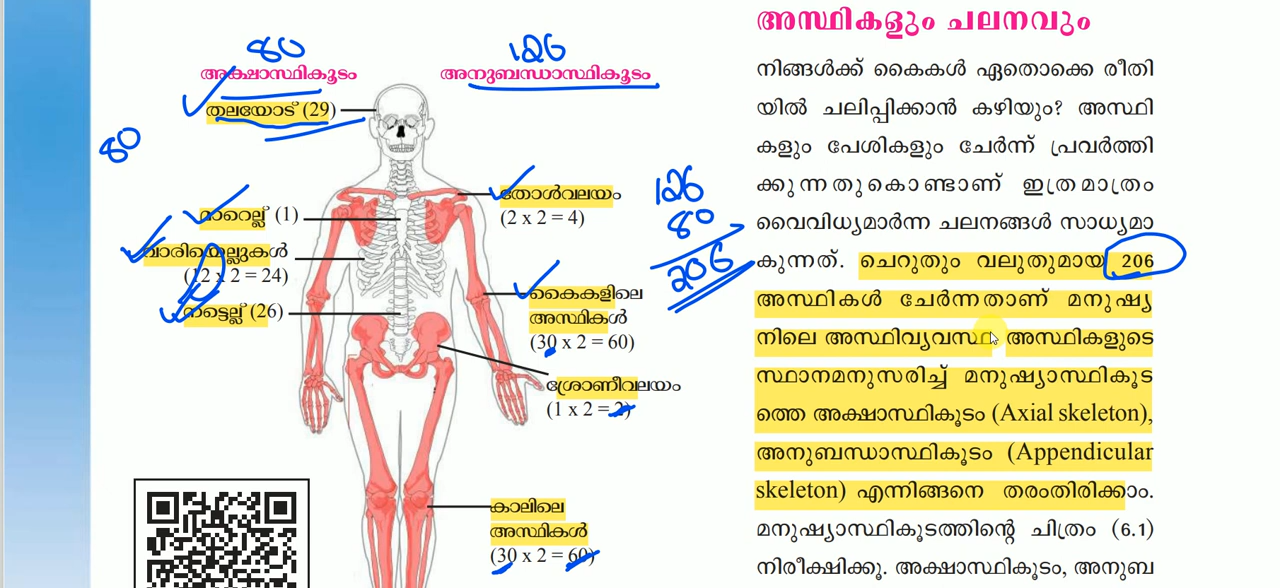 80
126
അക്ഷാസ്ഥികൂടം
അനുബന്ധാസ്ഥികൂടം
തലയോട് (29)
80
മാറെല്ല് (1)
വാരിയെല്ലുകൾ
(12 x 2 = 24)
നട്ടെല്ല് (26)
തോൾവലയം
(2 x 2 = 4)
കൈകളിലെ
അസ്ഥികൾ
(30 x 2 = 60)
ശ്രോണീവലയം
(1 x 2 = 2)
കാലിലെ
അസ്ഥികൾ
(30 x 2 = 60)
126
80
206
അസ്ഥികളും ചലനവും
നിങ്ങൾക്ക് കൈകൾ ഏതൊക്കെ രീതി
യിൽ ചലിപ്പിക്കാൻ കഴിയും? അസ്ഥി
കളും പേശികളും ചേർന്ന് പ്രവർത്തി
ക്കുന്നതുകൊണ്ടാണ് ഇത്രമാത്രം
വൈവിധ്യമാർന്ന ചലനങ്ങൾ സാധ്യമാ
കുന്നത്. ചെറുതും വലുതുമായ 206
അസ്ഥികൾ ചേർന്നതാണ് മനുഷ്യ
നിലെ അസ്ഥിവ്യവസ്ഥ. അസ്ഥികളുടെ
സ്ഥാനമനുസരിച്ച് മനുഷ്യാസ്ഥികൂട
ത്തെ അക്ഷാസ്ഥികൂടം (Axial skeleton),
അനുബന്ധാസ്ഥികൂടം (Appendicular
skeleton) എന്നിങ്ങനെ തരംതിരിക്കാം.
മനുഷ്യാസ്ഥികൂടത്തിന്റെ ചിത്രം (6.1)
നിരീക്ഷിക്കൂ. അക്ഷാസ്ഥികൂടം, അനുബ